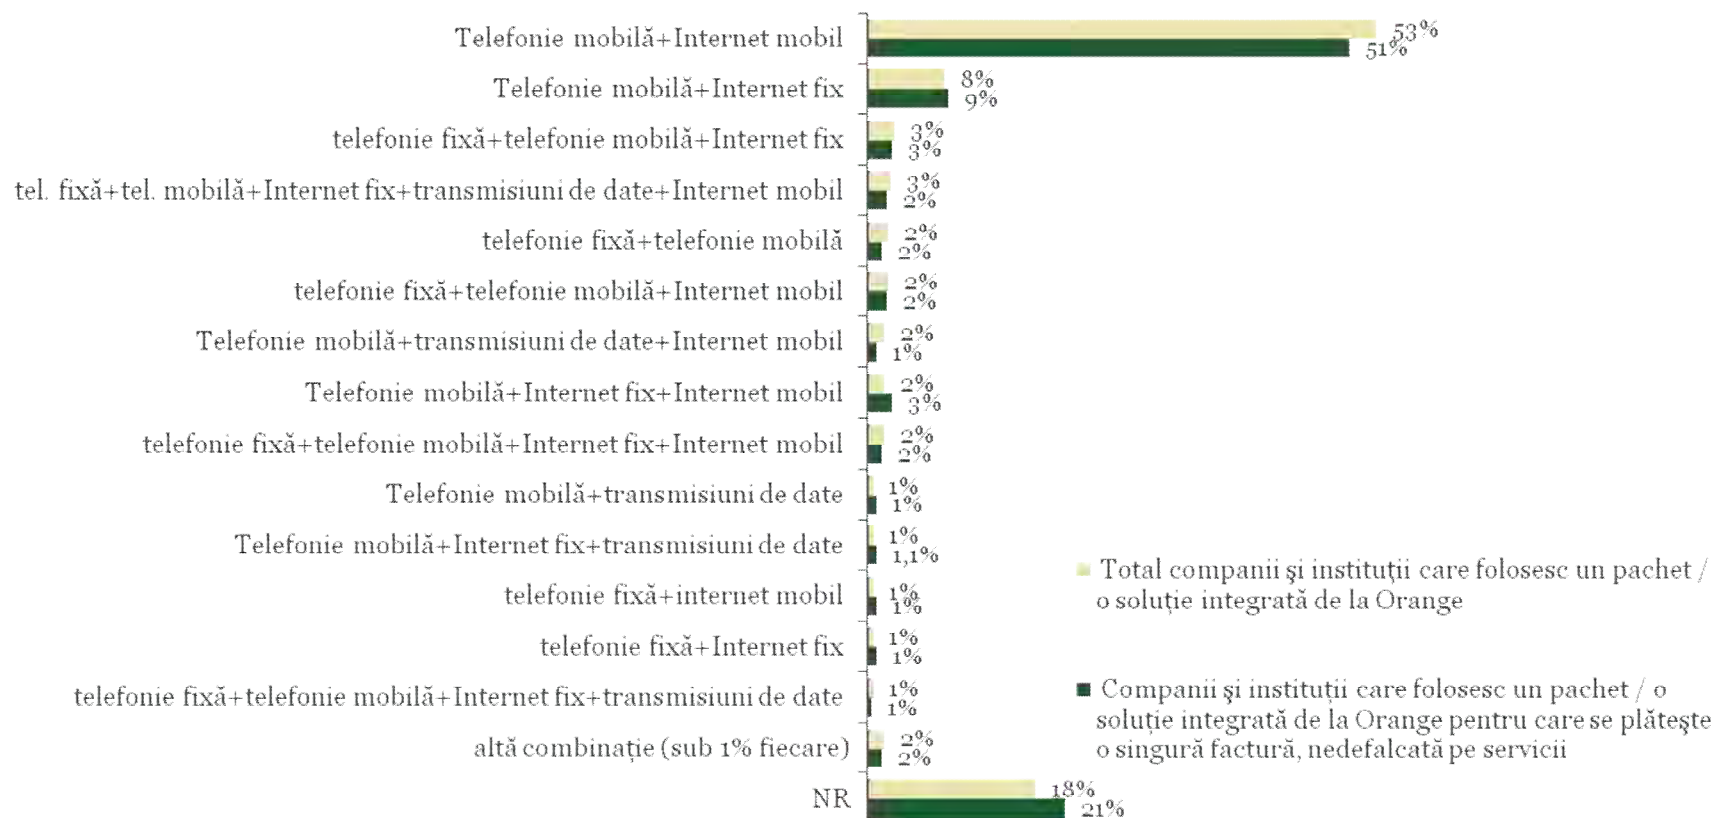 Telefonie mobilă+Internet mobil
53%
51%
Telefonie mobilă+Internet fix
8%
9%
telefonie fixă+telefonie mobilă+Internet fix
3%
3%
tel. fixă+tel. mobilă+Internet fix+transmisiuni de date+Internet mobil
3%
2%
telefonie fixă+telefonie mobilă
2%
2%
telefonie fixă+telefonie mobilă+Internet mobil
2%
2%
Telefonie mobilă+transmisiuni de date+Internet mobil
2%
1%
Telefonie mobilă+Internet fix+Internet mobil
2%
3%
telefonie fixă+telefonie mobilă+Internet fix+Internet mobil
2%
2%
Telefonie mobilă+transmisiuni de date
1%
1%
Telefonie mobilă+Internet fix+transmisiuni de date
1%
1,1%
telefonie fixă+internet mobil
1%
1%
telefonie fixă+Internet fix
1%
1%
telefonie fixă+telefonie mobilă+Internet fix+transmisiuni de date
1%
1%
altă combinație (sub 1% fiecare)
2%
2%
NR
18%
21%
Total companii şi instituții care folosesc un pachet /
o soluție integrată de la Orange
Companii şi instituții care folosesc un pachet / o
soluție integrată de la Orange pentru care se plăteşte
o singură factură, nedefalcată pe servicii